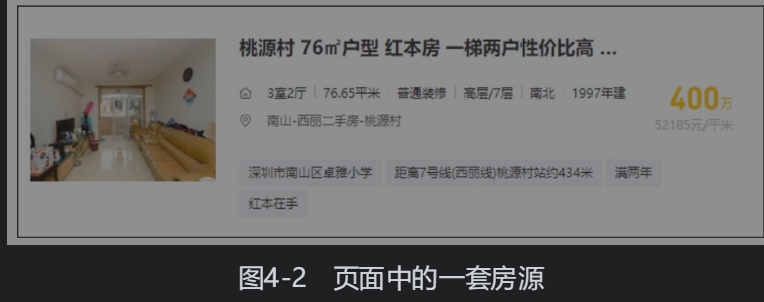 桃源村 76㎡户型 红本房 一梯两户性价比高 ...
3室2厅 | 76.65平米 | 普通装修 | 高层/7层 | 南北 | 1997年建
400万
南山-西丽二手房-桃源村
52185元/平米
深圳市南山区卓雅小学 距离7号线(西丽线)桃源村站约434米 满两年
红本在手
图4-2 页面中的一套房源